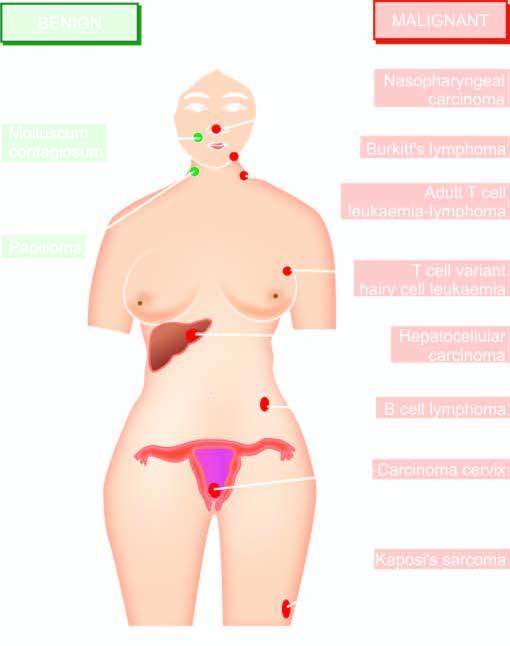 BENIGN
MALIGNANT
Nasopharyngeal
carcinoma
Molluscum
contagiosum
Burkitt's lymphoma
Adult T cell
leukaemia-lymphoma
Papilloma
T cell variant
hairy cell leukaemia
Hepatocellular
carcinoma
B cell lymphoma
Carcinoma cervix
Kaposi's sarcoma